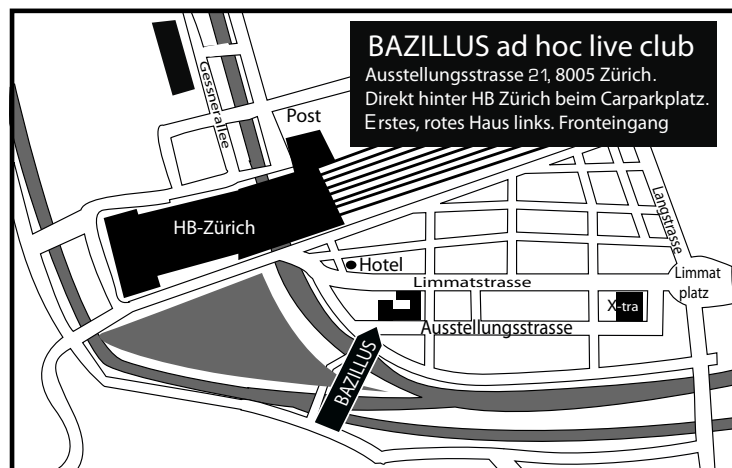 BAZILLUS ad hoc live club
Ausstellungsstrasse 21, 8005 Zürich.
Direkt hinter HB Zürich beim Carparkplatz.
Erstes, rotes Haus links. Fronteingang
Gessnerallee
Post
HB-Zürich
Langstrasse
Hotel
Limmatstrasse
Limmat
platz
X-tra
Ausstellungsstrasse
BAZILLUS